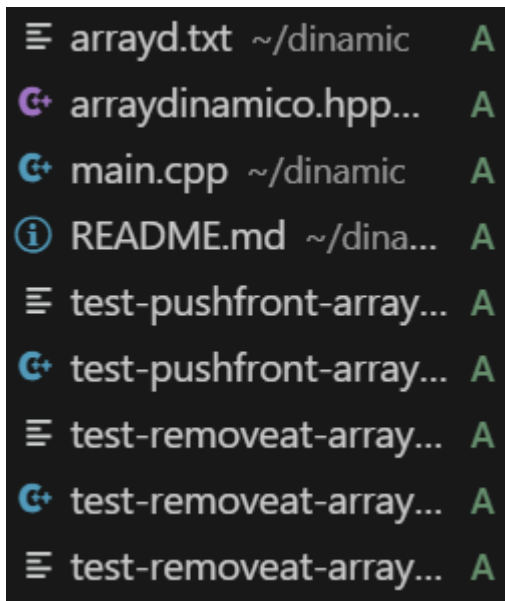 arrayd.txt ~/dinamic A
arraydinamico.hpp... A
main.cpp ~/dinamic A
README.md ~/dina... A
test-pushfront-array... A
test-pushfront-array... A
test-removeat-array... A
test-removeat-array... A
test-removeat-array... A